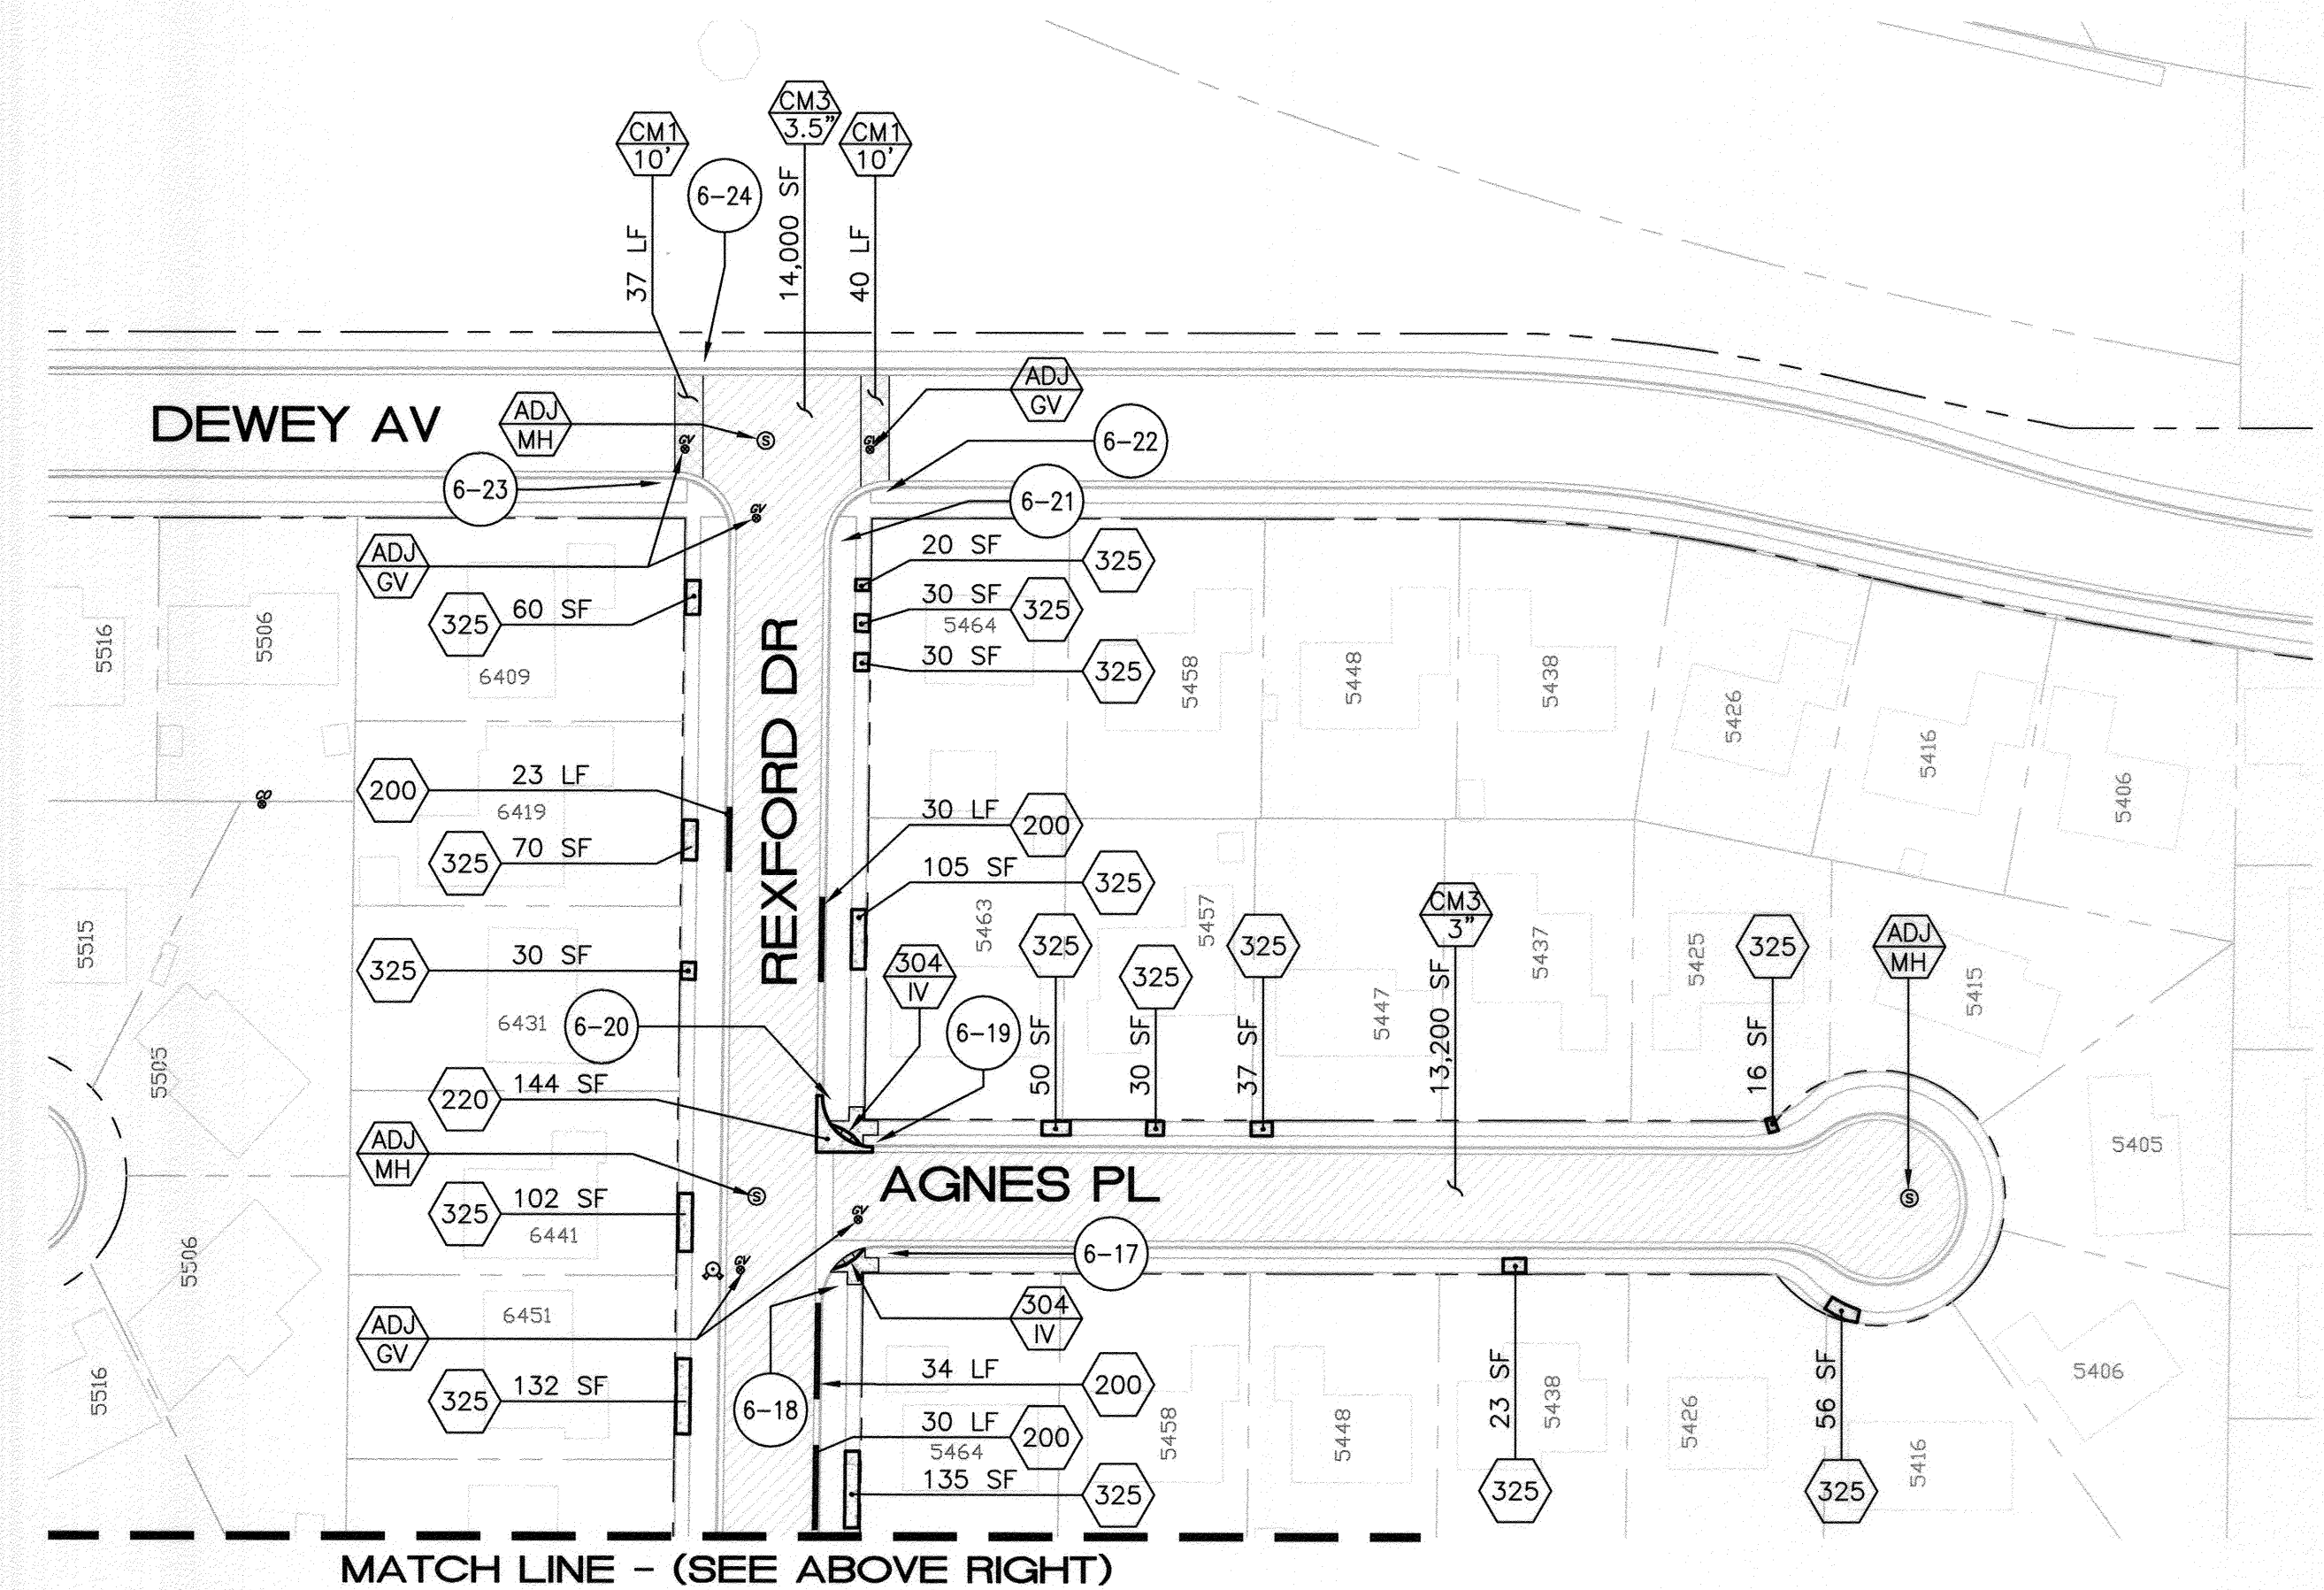 CM3
3.5"
CM1
10'
CM1
10'
6-24
37 LF
14,000 SF
40 LF
DEWEY AV
ADJ
MH
GV
GV
ADJ
GV
6-23
6-22
6-21
GV
ADJ
GV
20 SF
325
325
60 SF
30 SF
325
5464
30 SF
325
6409
5516
5506
REXFORD DR
5458
5448
5438
5426
5416
5406
200
23 LF
6419
325
70 SF
30 LF
200
105 SF
325
5515
325
30 SF
6431
6-20
304
IV
6-19
5463
325
50 SF
325
30 SF
5457
325
37 SF
5447
CM3
3"
13,200 SF
5437
5425
325
16 SF
ADJ
MH
5415
5505
220
144 SF
ADJ
MH
S
S
S
AGNES PL
5405
325
102 SF
6441
GV
GV
6-17
5506
6451
ADJ
GV
304
IV
34 LF
200
325
132 SF
6-18
30 LF
200
5464
135 SF
325
5516
5458
5448
23 SF
325
5438
5426
56 SF
325
5416
5406
MATCH LINE - (SEE ABOVE RIGHT)